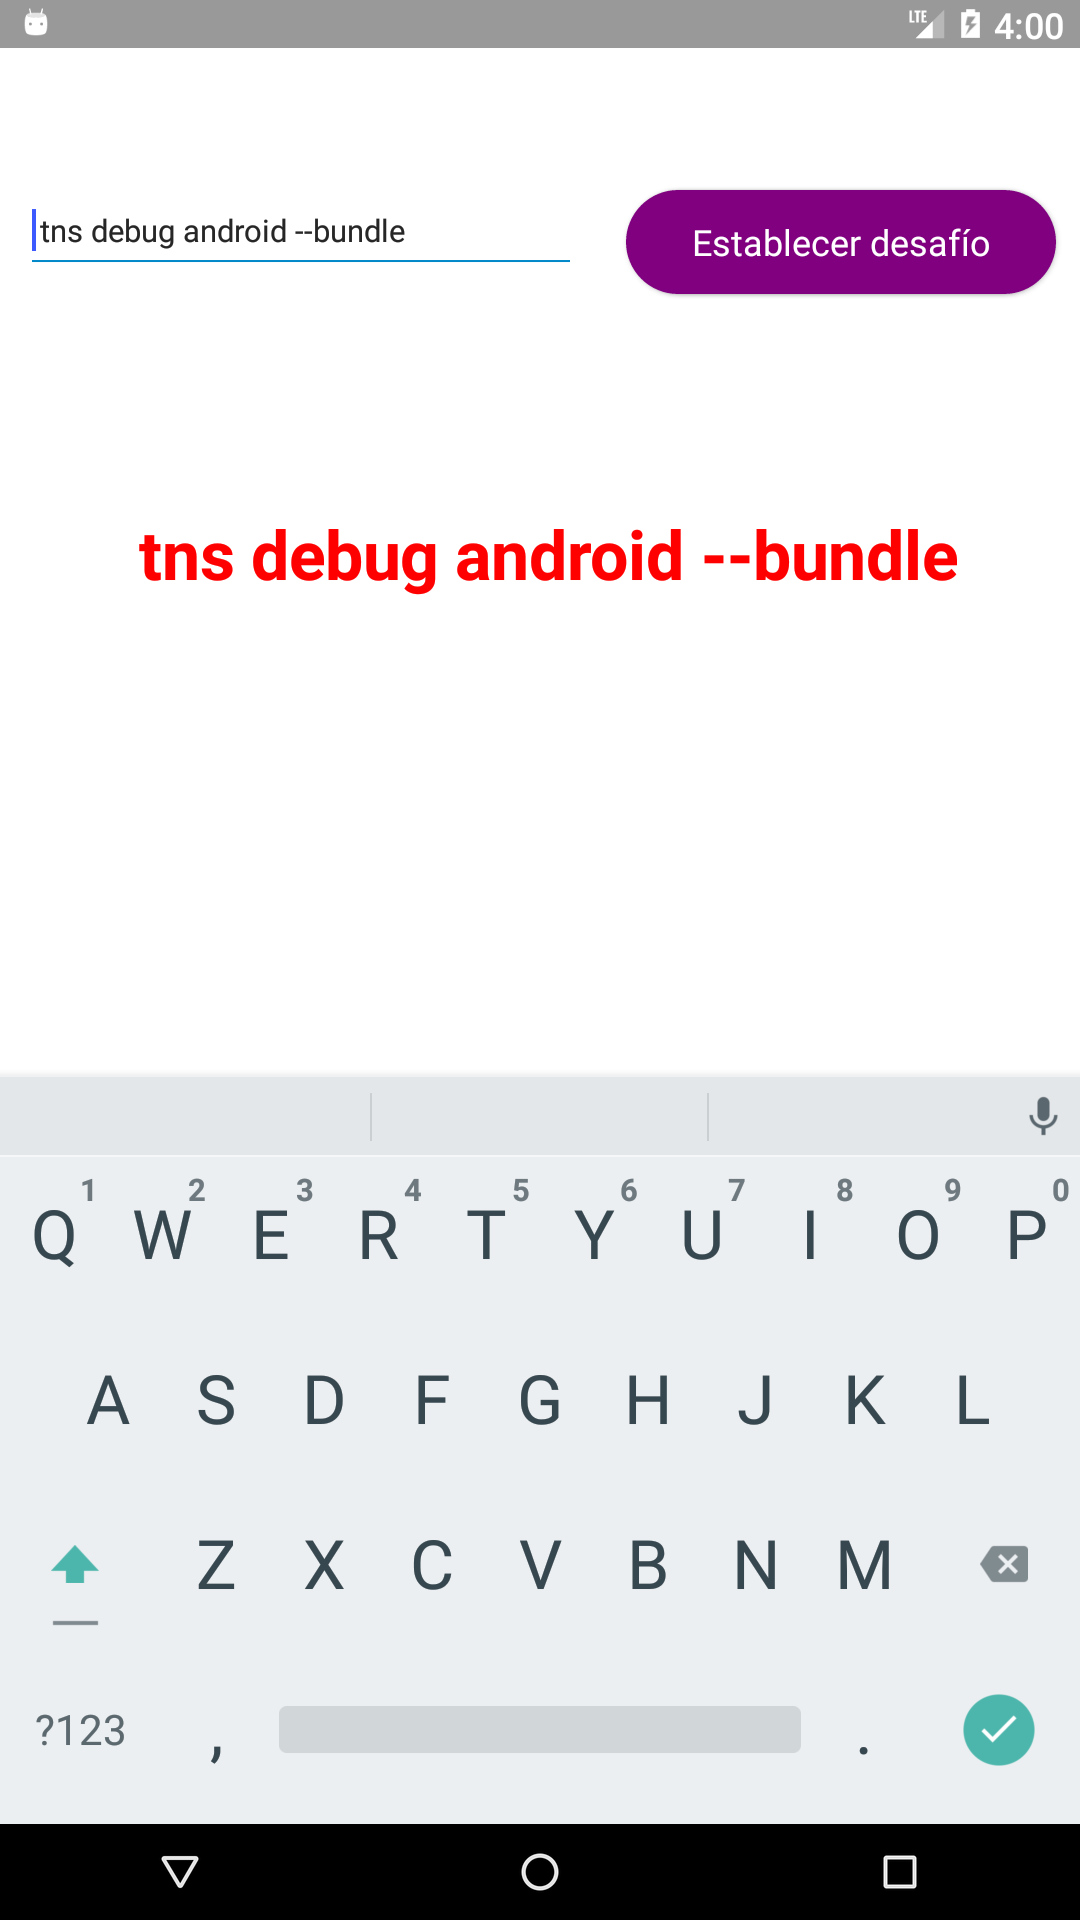 LTE 4:00
tns debug android --bundle
Establecer desafío
tns debug android --bundle
1 2 3 4 5 6 7 8 9 0
Q W E R T Y U I O P
A S D F G H J K L
Z X C V B N M
?123 , .